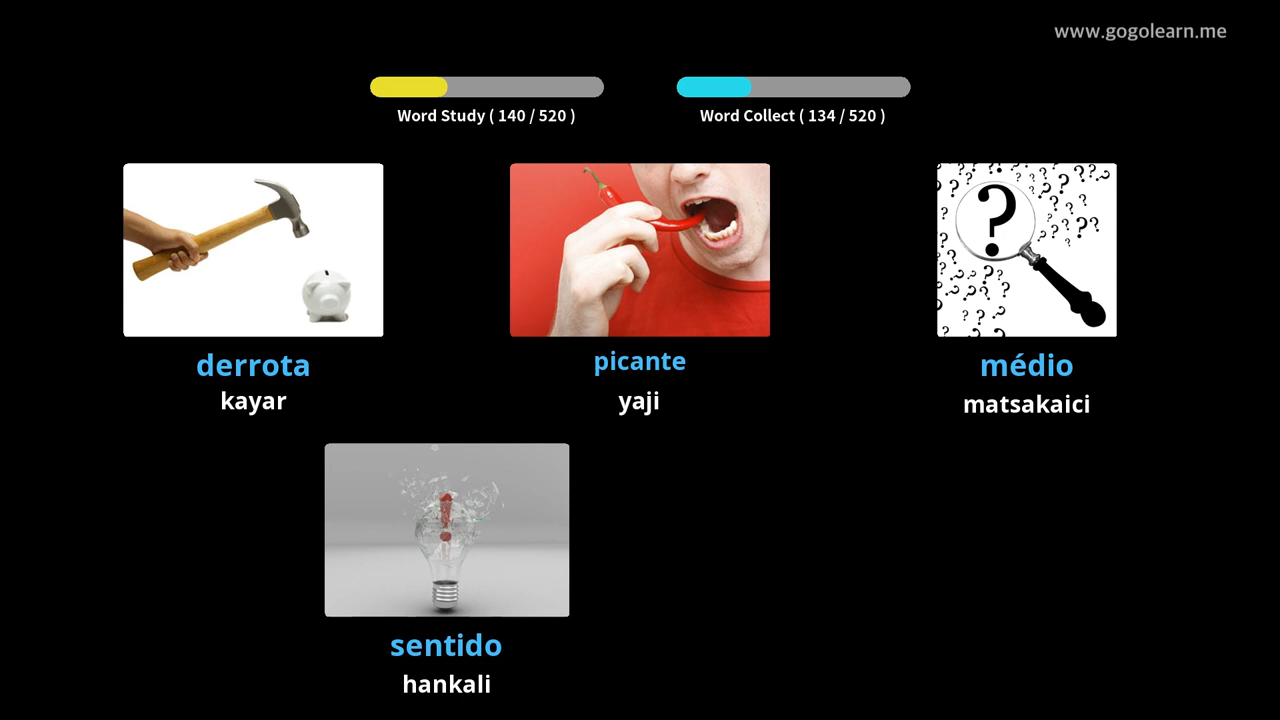 www.gogolearn.me
Word Study ( 140 / 520 )
Word Collect ( 134 / 520 )
derrota
kayar
picante
yaji
médio
matsakaici
sentido
hankali